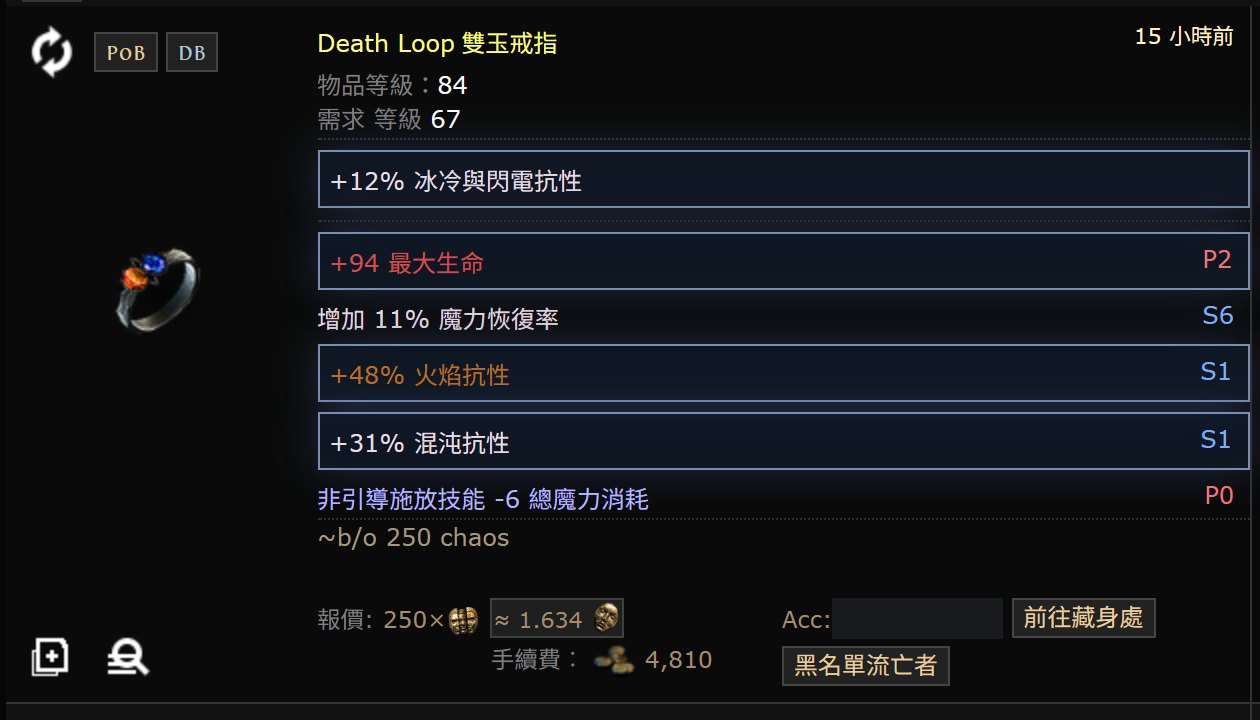 PoB DB
Death Loop 雙玉戒指
15 小時前
物品等級：84
需求 等級 67
+12% 冰冷與閃電抗性
+94 最大生命 P2
增加 11% 魔力恢復率 S6
+48% 火焰抗性 S1
+31% 混沌抗性 S1
非引導施放技能 -6 總魔力消耗 P0
~b/o 250 chaos
報價: 250× ≈ 1.634
手續費： 4,810
Acc: 前往藏身處
黑名單流亡者